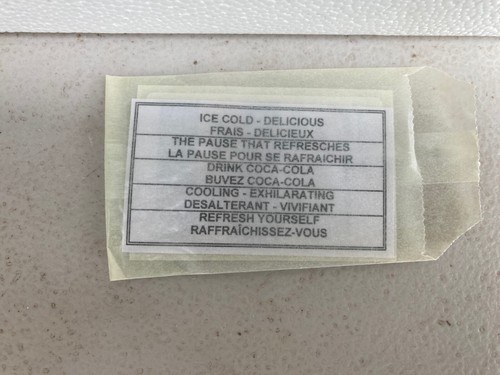 ICE COLD - DELICIOUS
FRAIS - DELICIEUX
THE PAUSE THAT REFRESCHES
LA PAUSE POUR SE RAFRAICHIR
DRINK COCA-COLA
BUVEZ COCA-COLA
COOLING - EXHILARATING
DESALTERANT - VIVIFIANT
REFRESH YOURSELF
RAFFRAÎCHISSEZ-VOUS